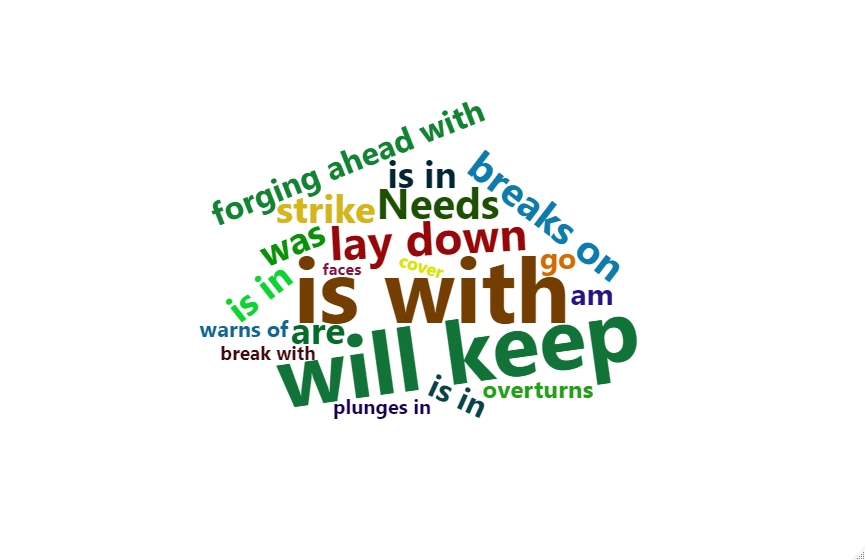 forging ahead with
is in
breaks on
strike
Needs
was
lay down
go
is in
faces
cover
is with
am
warns of
are
break with
will keep
is in
overturns
plunges in